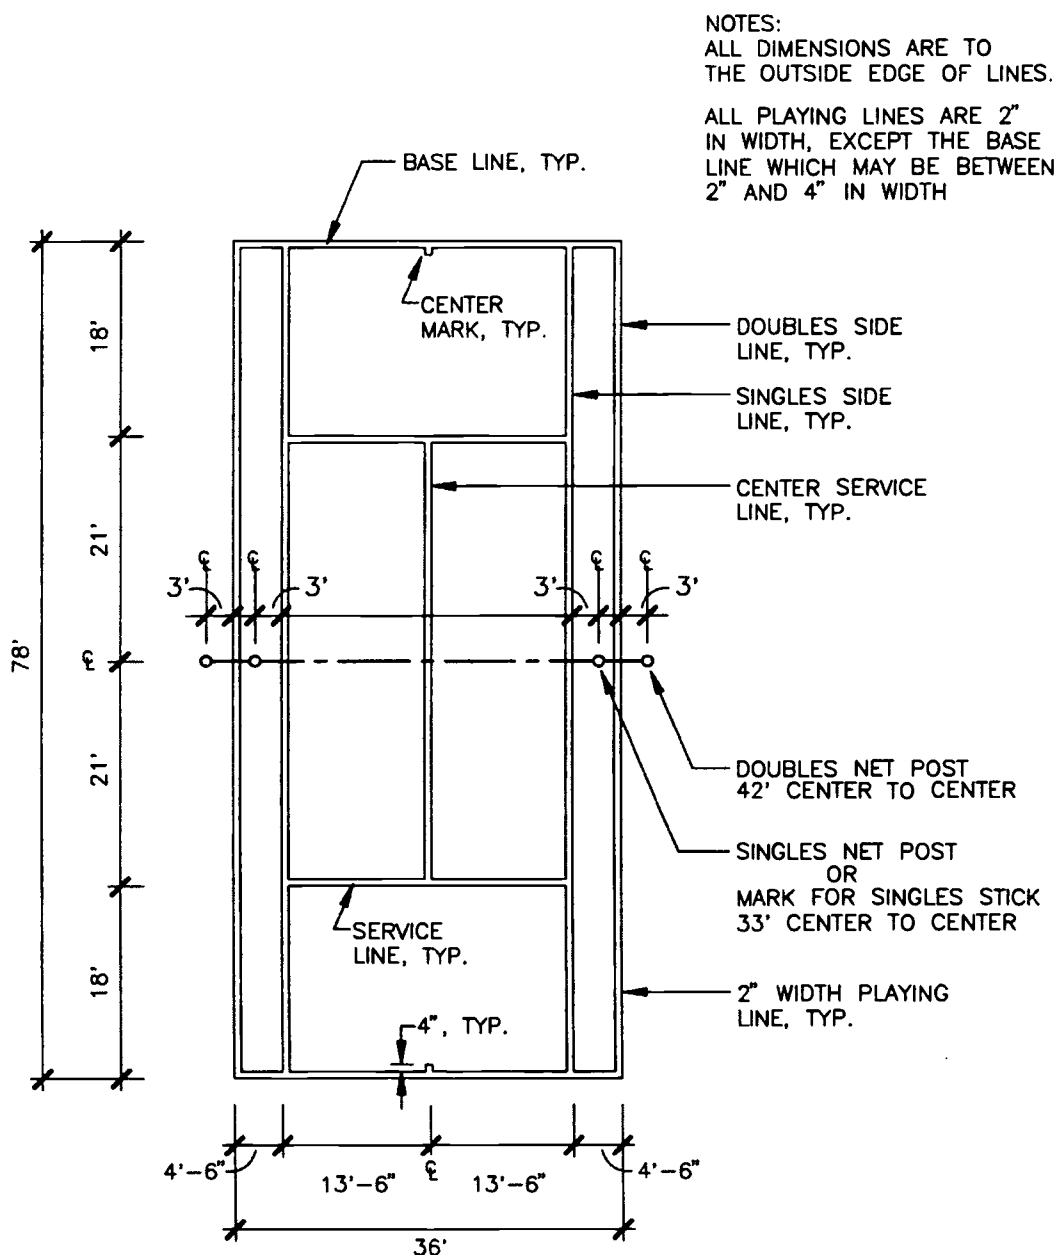 NOTES:
ALL DIMENSIONS ARE TO
THE OUTSIDE EDGE OF LINES.
ALL PLAYING LINES ARE 2"
IN WIDTH, EXCEPT THE BASE
LINE WHICH MAY BE BETWEEN
2" AND 4" IN WIDTH
BASE LINE, TYP.
CENTER
MARK, TYP.
18'
DOUBLES SIDE
LINE, TYP.
SINGLES SIDE
LINE, TYP.
CENTER SERVICE
LINE, TYP.
21'
℄ ℄ ℄ ℄
3' 3' 3' 3'
78'
℄
21'
DOUBLES NET POST
42' CENTER TO CENTER
SINGLES NET POST
OR
MARK FOR SINGLES STICK
33' CENTER TO CENTER
SERVICE
LINE, TYP.
18'
2" WIDTH PLAYING
LINE, TYP.
4", TYP.
4'-6" 13'-6" ℄ 13'-6" 4'-6"
36'